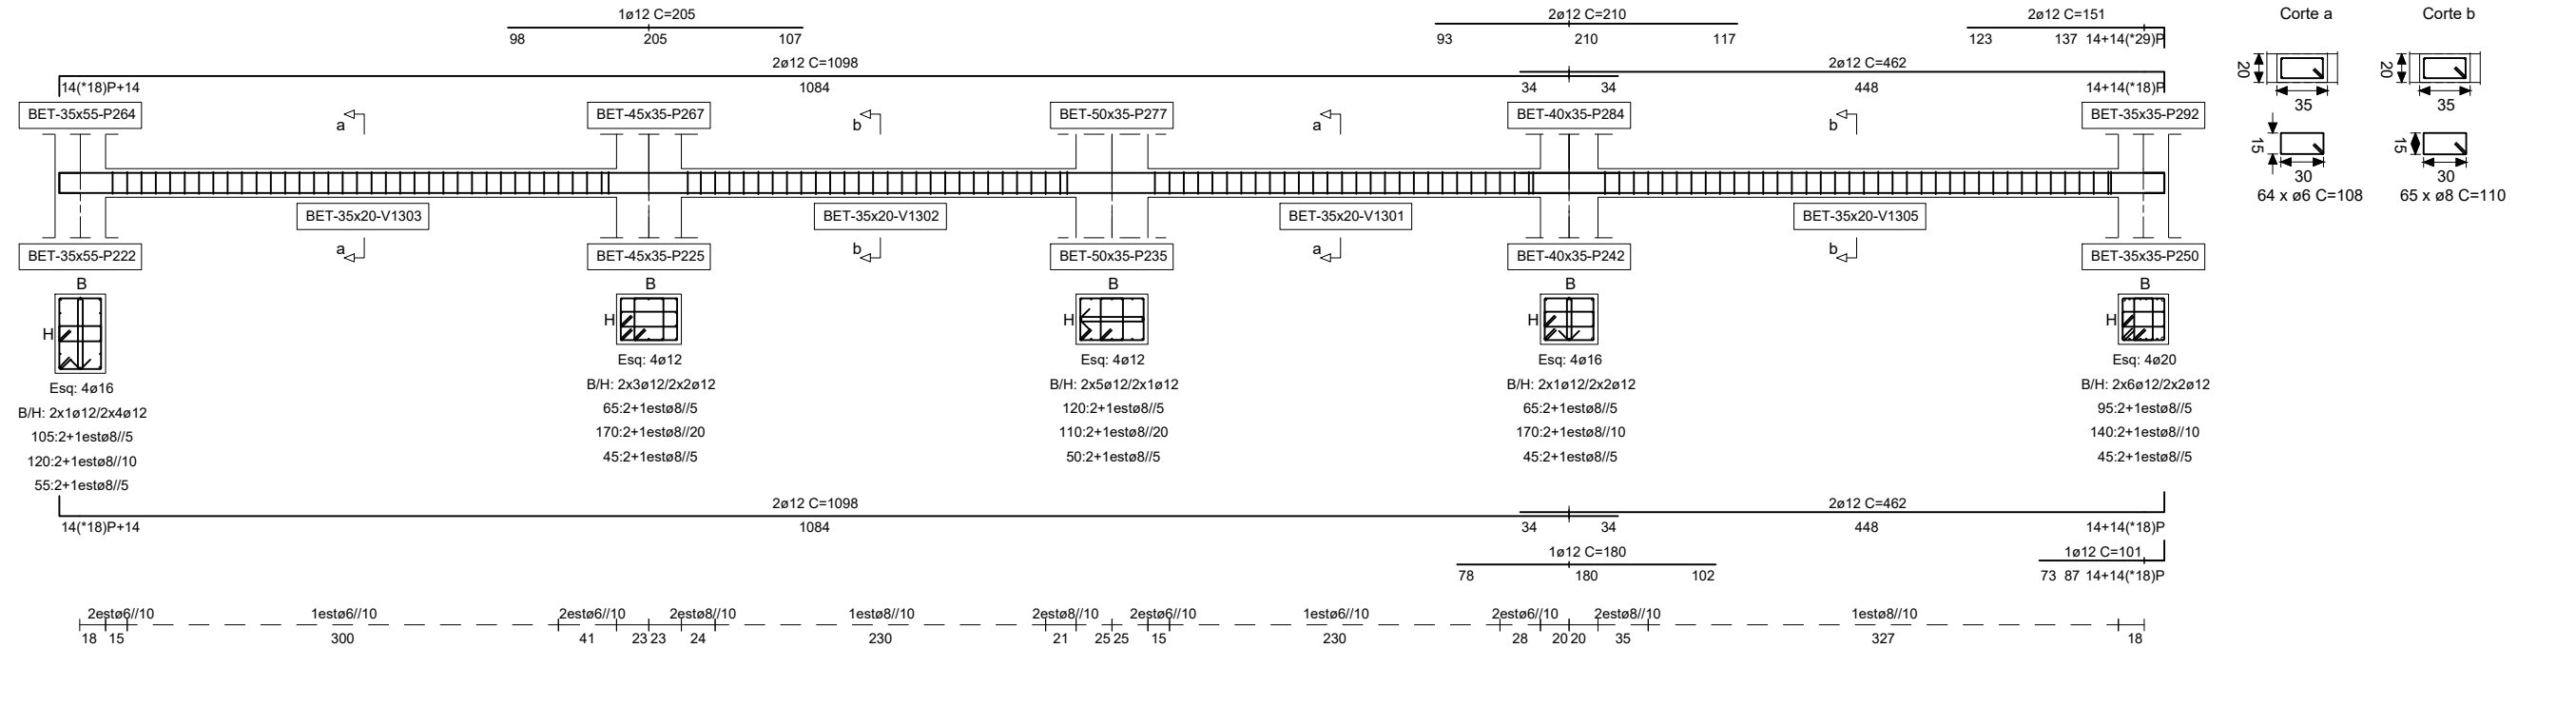 1ø12 C=205 2ø12 C=210 2ø12 C=151 Corte a Corte b
98 205 107 93 210 117 123 137 14+14(*29)P
2ø12 C=1098 2ø12 C=462
14(*18)P+14 1084 34 34 448 14+14(*18)P
20 35 20 35
BET-35x55-P264 BET-45x35-P267 BET-50x35-P277 BET-40x35-P284 BET-35x35-P292
a b a b
15 30 15 30
64 x ø6 C=108 65 x ø8 C=110
BET-35x20-V1303 BET-35x20-V1302 BET-35x20-V1301 BET-35x20-V1305
a b a b
BET-35x55-P222 BET-45x35-P225 BET-50x35-P235 BET-40x35-P242 BET-35x35-P250
B B B B B
H H H H H
Esq: 4ø16
B/H: 2x1ø12/2x4ø12
105:2+1estø8//5
120:2+1estø8//10
55:2+1estø8//5
Esq: 4ø12
B/H: 2x3ø12/2x2ø12
65:2+1estø8//5
170:2+1estø8//20
45:2+1estø8//5
Esq: 4ø12
B/H: 2x5ø12/2x1ø12
120:2+1estø8//5
110:2+1estø8//20
50:2+1estø8//5
Esq: 4ø16
B/H: 2x1ø12/2x2ø12
65:2+1estø8//5
170:2+1estø8//10
45:2+1estø8//5
Esq: 4ø20
B/H: 2x6ø12/2x2ø12
95:2+1estø8//5
140:2+1estø8//10
45:2+1estø8//5
2ø12 C=1098 2ø12 C=462
14(*18)P+14 1084 34 34 448 14+14(*18)P
1ø12 C=180 1ø12 C=101
78 180 102 73 87 14+14(*18)P
2estø6//10 1estø6//10 2estø6//10 2estø8//10 1estø8//10 2estø8//10 2estø6//10 1estø6//10 2estø6//10 2estø8//10 1estø8//10
18 15 300 41 23 23 24 230 21 25 25 15 230 28 20 20 35 327 18